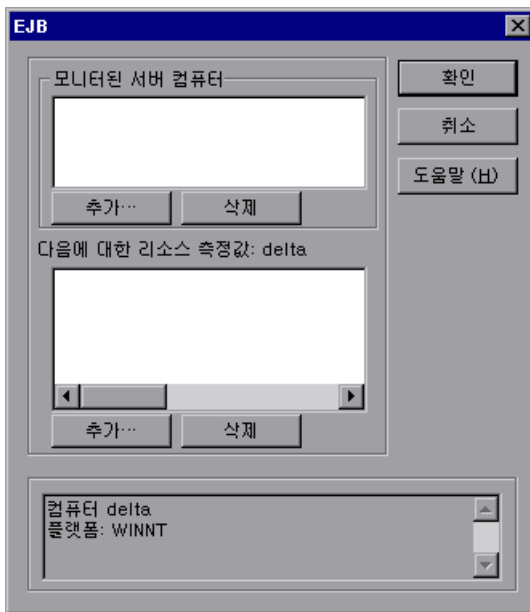 EJB
모니터된 서버 컴퓨터
추가…
삭제
다음에 대한 리소스 측정값: delta
추가…
삭제
확인
취소
도움말 (H)
컴퓨터 delta
플랫폼: WINNT